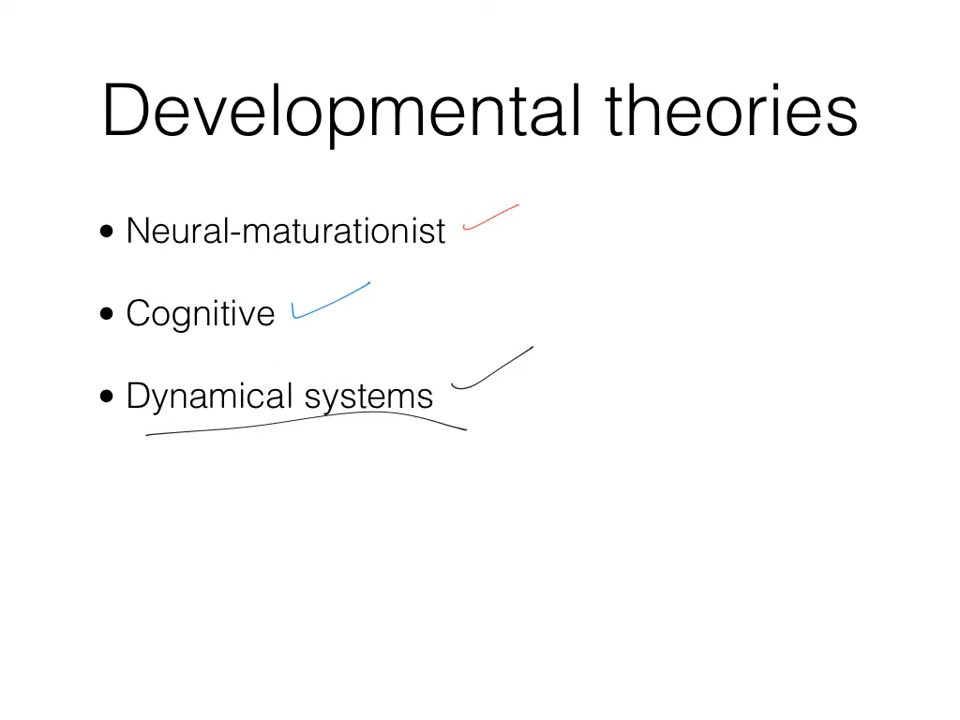 Developmental theories
• Neural-maturationist
• Cognitive
• Dynamical systems